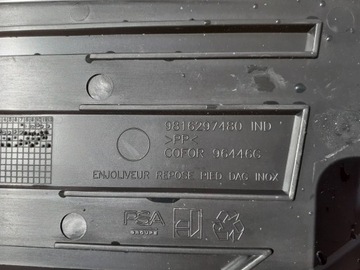 9816297480 IND
>PP<
COFOR 96446G
ENJOLIVEUR REPOSE PIED DAG INOX
PSA
GROUPE